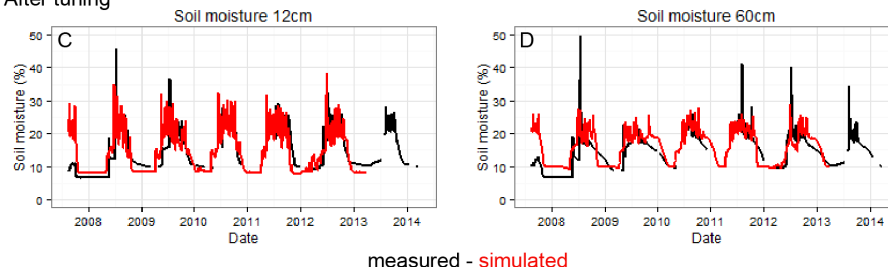 After tuning
Soil moisture 12cm
C
50
40
30
20
10
0
Soil moisture (%)
2008 2009 2010 2011 2012 2013 2014
Date
Soil moisture 60cm
D
50
40
30
20
10
0
Soil moisture (%)
2008 2009 2010 2011 2012 2013 2014
Date
measured - simulated